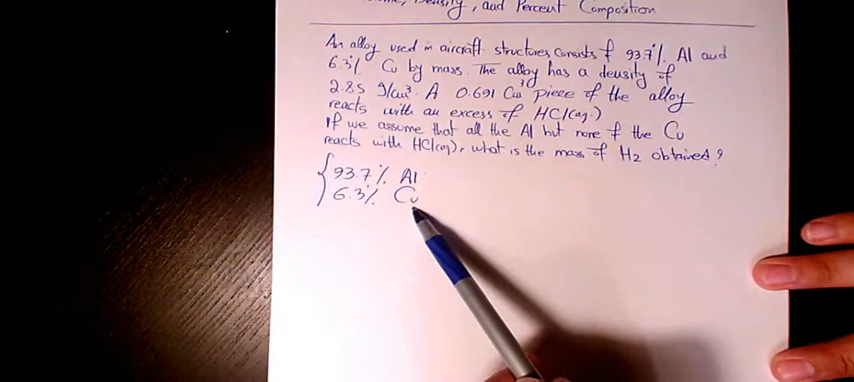 Density, and Percent Composition
An alloy used in aircraft structures consists of 93.7% Al and
6.3% Cu by mass. The alloy has a density of
2.85 g/cm³. A 0.691 cm³ piece of the alloy
reacts with an excess of HCl(aq)
If we assume that all the Al but none of the Cu
reacts with HCl(aq), what is the mass of H2 obtained?
93.7% Al
6.3% Cu